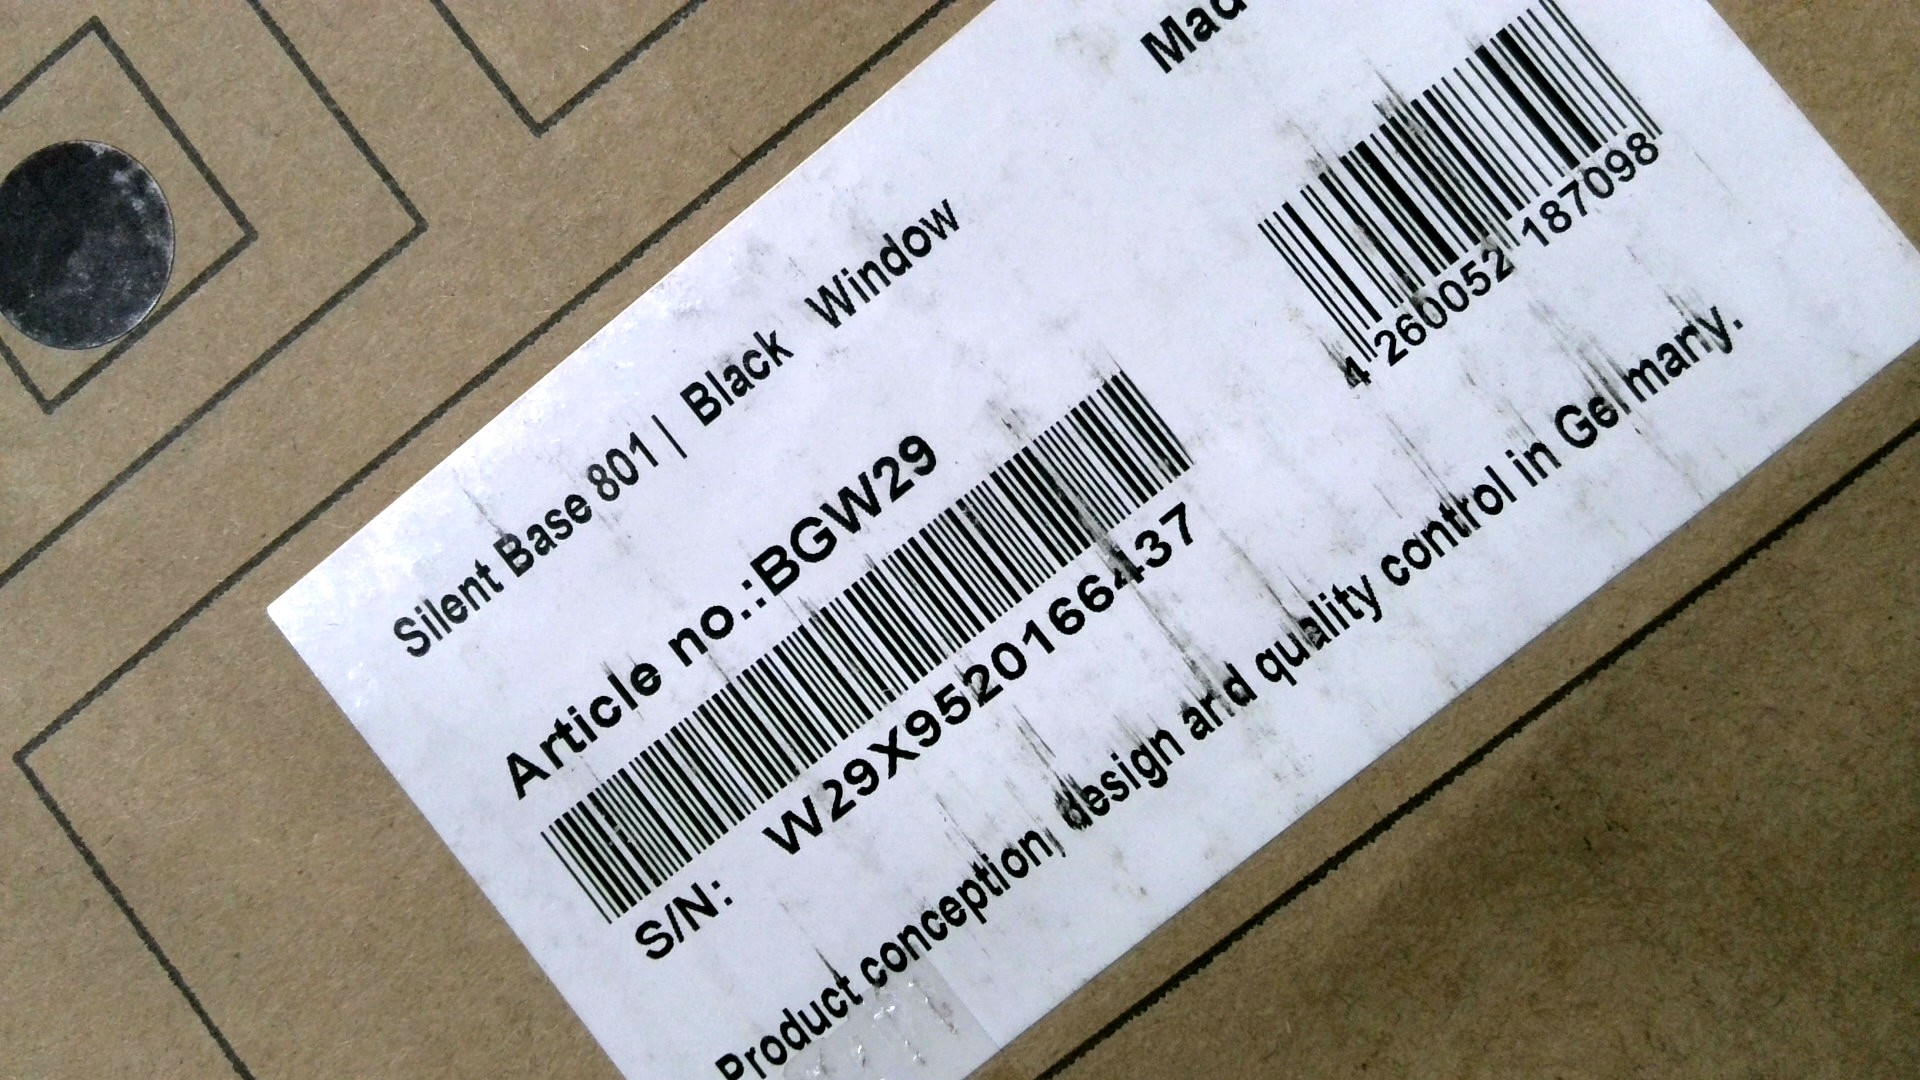 Silent Base 801 | Black Window
Article no.:BGW29
S/N: W29X9520166437
4 260052 187098
Product conception, design and quality control in Germany.